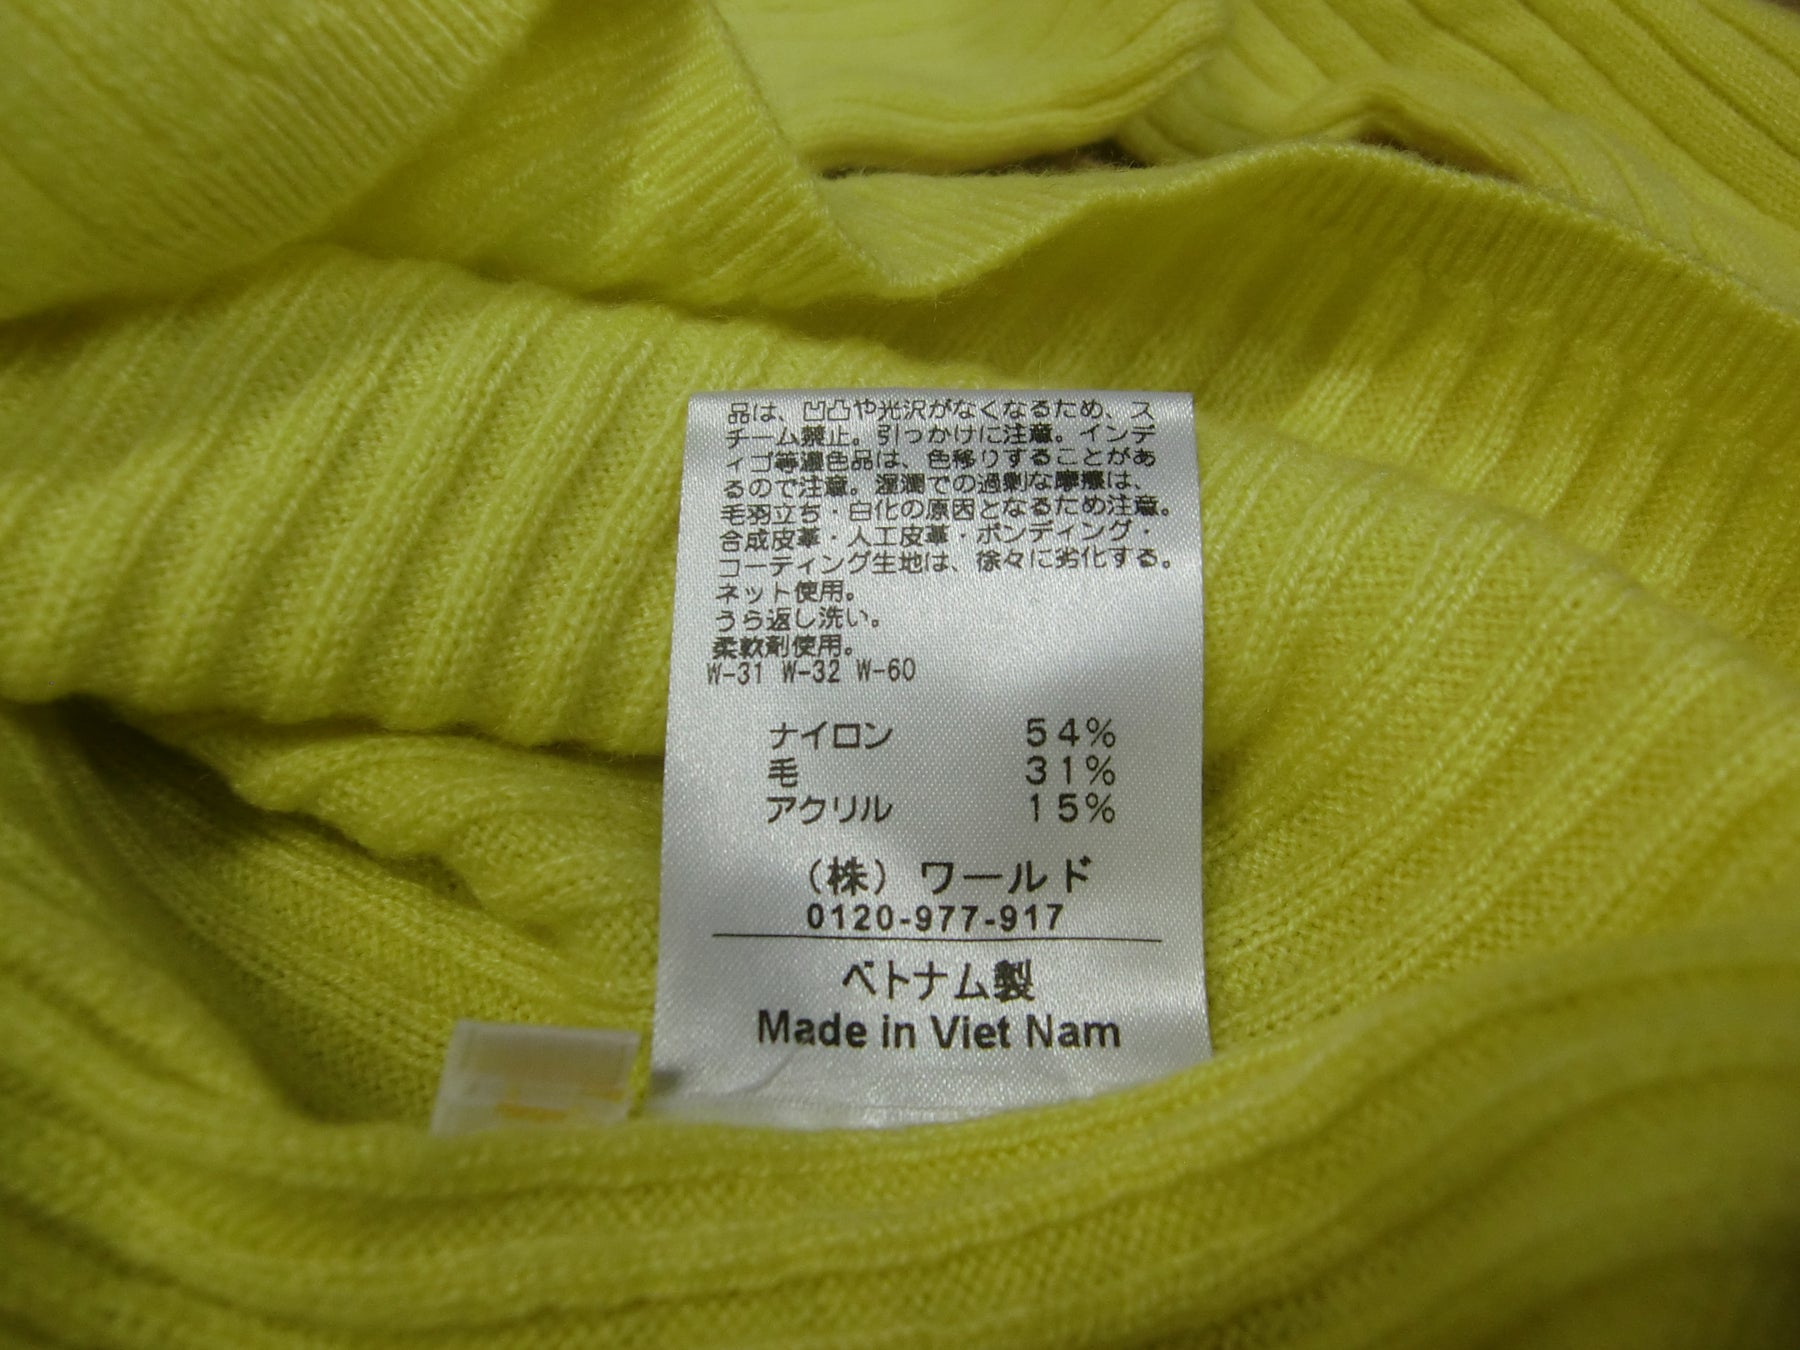 品は、凹凸や光沢がなくなるため、ス
チーム禁止。引っかけに注意。インデ
ィゴ等濃色品は、色移りすることがあ
るので注意。湿潤での過剰な摩擦は、
毛羽立ち・白化の原因となるため注意。
合成皮革・人工皮革・ボンディング・
コーティング生地は、徐々に劣化する。
ネット使用。
うら返し洗い。
柔軟剤使用。
W-31 W-32 W-60
ナイロン 54%
毛 31%
アクリル 15%
(株) ワールド
0120-977-917
ベトナム製
Made in Viet Nam